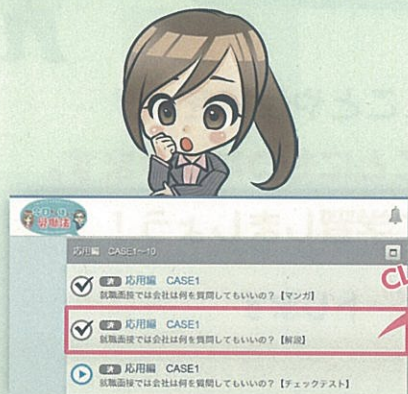 労働法
応用編 CASE1～10
済 応用編 CASE1
就職面接では会社は何を質問してもいいの？【マンガ】
CL
済 応用編 CASE1
就職面接では会社は何を質問してもいいの？【解説】
済 応用編 CASE1
就職面接では会社は何を質問してもいいの？【チェックテスト】